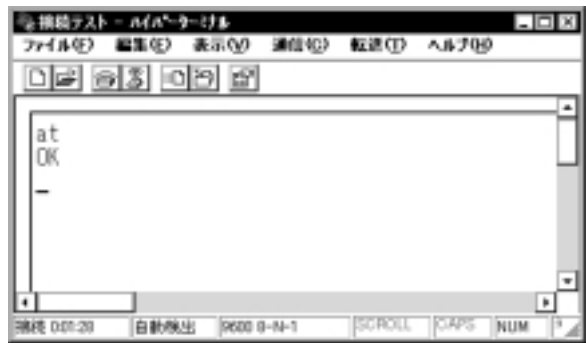 接続テスト - ハイパーターミナル
ファイル(F) 編集(E) 表示(V) 通信(C) 転送(T) ヘルプ(H)
at
OK
接続 0:01:28 自動検出 9600 8-N-1 SCROLL CAPS NUM